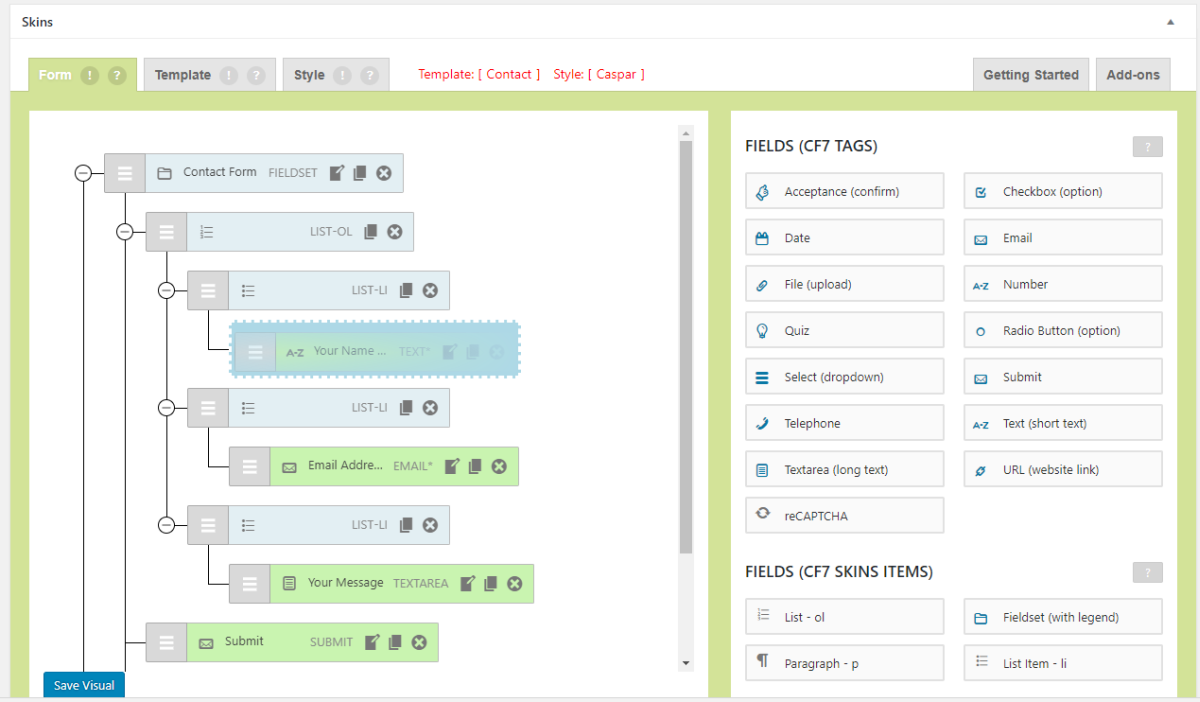 Skins
Form ! ? Template ! ? Style ! ? Template: [ Contact ] Style: [ Caspar ] Getting Started Add-ons
Contact Form FIELDSET
LIST-OL
LIST-LI
A-Z Your Name ... TEXT*
LIST-LI
Email Addre... EMAIL*
LIST-LI
Your Message TEXTAREA
Submit SUBMIT
Save Visual
FIELDS (CF7 TAGS) ?
Acceptance (confirm) Checkbox (option)
Date Email
File (upload) A-Z Number
Quiz Radio Button (option)
Select (dropdown) Submit
Telephone A-Z Text (short text)
Textarea (long text) URL (website link)
reCAPTCHA
FIELDS (CF7 SKINS ITEMS) ?
List - ol Fieldset (with legend)
¶ Paragraph - p List Item - li